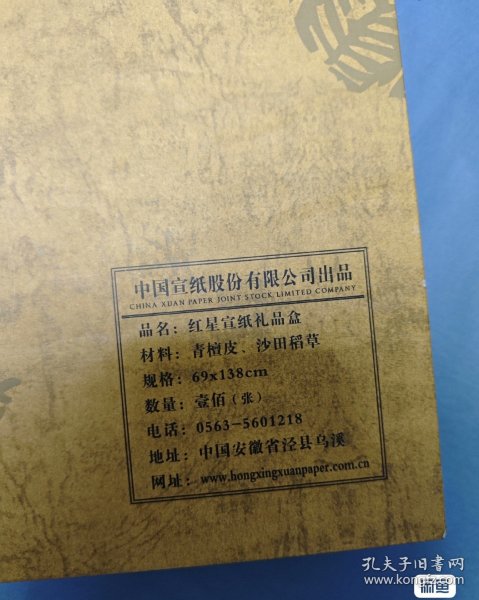 中国宣纸股份有限公司出品
CHINA XUAN PAPER JOINT STOCK LIMITED COMPANY
品名：红星宣纸礼品盒
材料：青檀皮、沙田稻草
规格：69x138cm
数量：壹佰（张）
电话：0563-5601218
地址：中国安徽省泾县乌溪
网址：www.hongxingxuanpaper.com.cn
孔夫子旧书网
www.kongfz.com
闲鱼